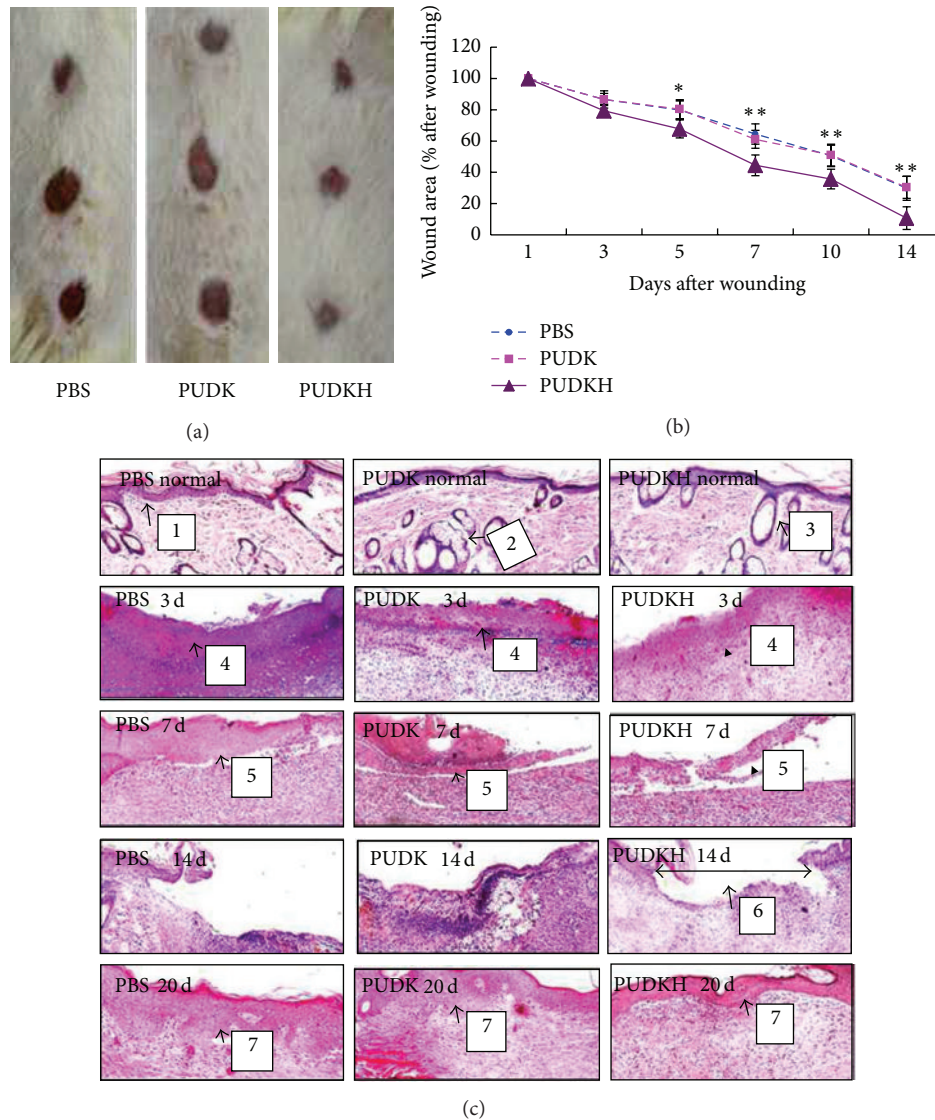 PBS PUDK PUDKH
(a)
Wound area (% after wounding)
120
100
80
60
40
20
0
* ** ** **
1 3 5 7 10 14
Days after wounding
PBS
PUDK
PUDKH
(b)
PBS normal PUDK normal PUDKH normal
1 2 3
PBS 3 d PUDK 3 d PUDKH 3 d
4 4 4
PBS 7 d PUDK 7 d PUDKH 7 d
5 5 5
PBS 14 d PUDK 14 d PUDKH 14 d
6
PBS 20 d PUDK 20 d PUDKH 20 d
7 7 7
(c)